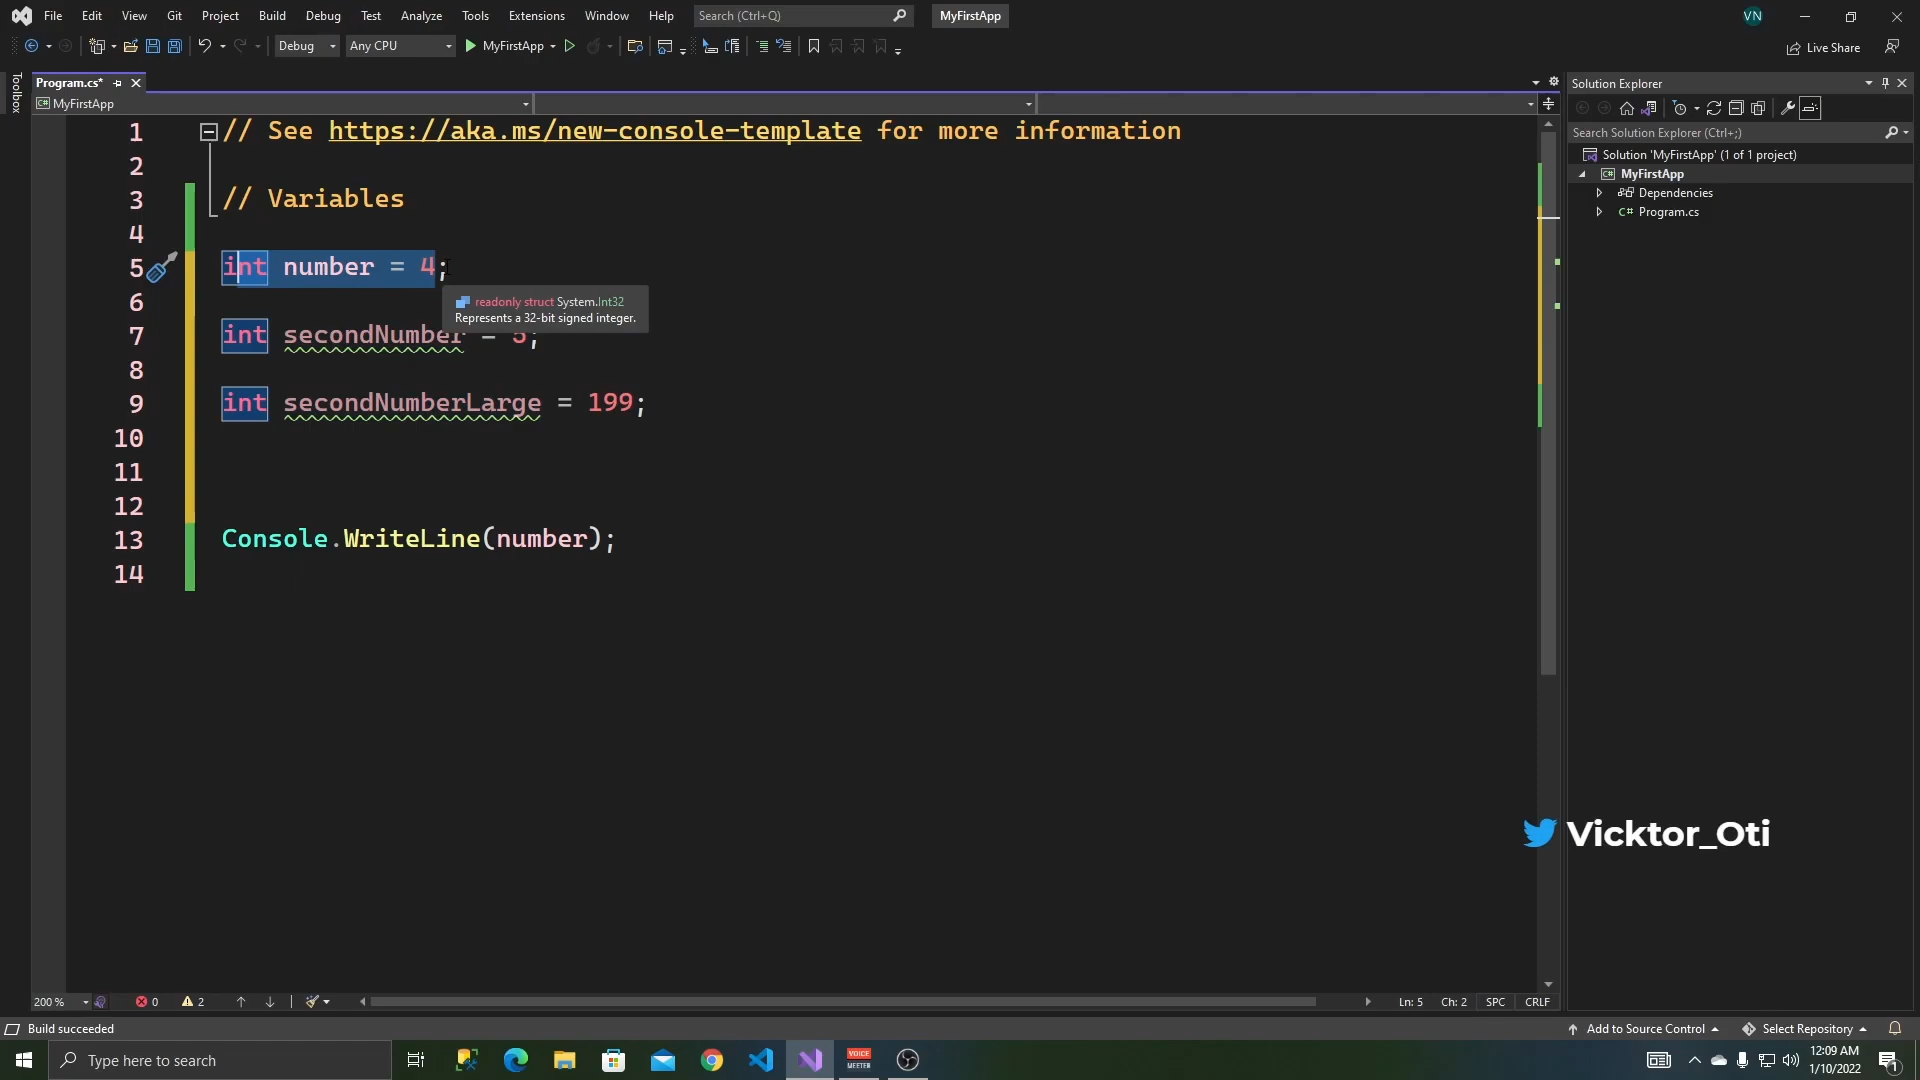 File Edit View Git Project Build Debug Test Analyze Tools Extensions Window Help Search (Ctrl+Q) MyFirstApp VN
Debug Any CPU MyFirstApp Live Share
Toolbox
Program.cs*
C# MyFirstApp
1 // See https://aka.ms/new-console-template for more information
2
3 // Variables
4
5 int number = 4;
6
readonly struct System.Int32
Represents a 32-bit signed integer.
7 int secondNumber = 5;
8
9 int secondNumberLarge = 199;
10
11
12
13 Console.WriteLine(number);
14
Solution Explorer
Search Solution Explorer (Ctrl+;)
Solution 'MyFirstApp' (1 of 1 project)
C# MyFirstApp
Dependencies
C# Program.cs
Vicktor_Oti
200 % 0 2 Ln: 5 Ch: 2 SPC CRLF
Build succeeded Add to Source Control Select Repository
Type here to search VOICE MEETER 12:09 AM
1/10/2022 1